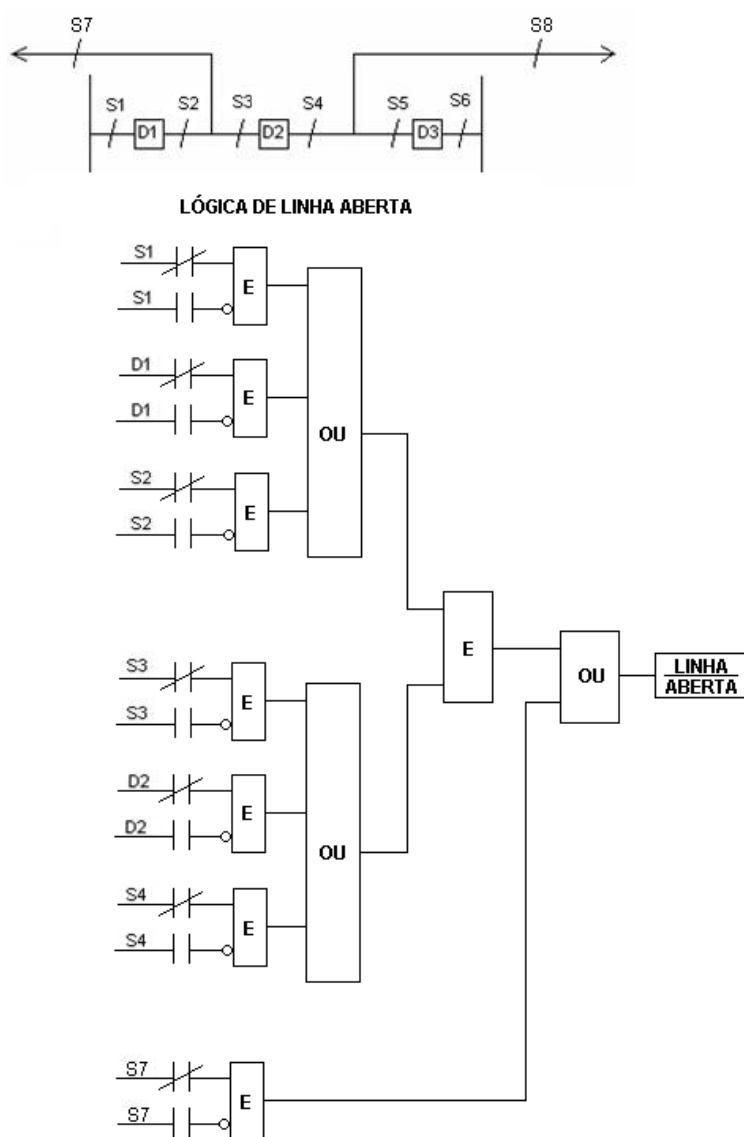 S7 S8
S1 S2 S3 S4 S5 S6
D1 D2 D3
LÓGICA DE LINHA ABERTA
S1
E
S1
D1
E
D1
OU
S2
E
S2
E
OU
LINHA
ABERTA
S3
E
S3
D2
E
D2
OU
S4
E
S4
S7
E
S7